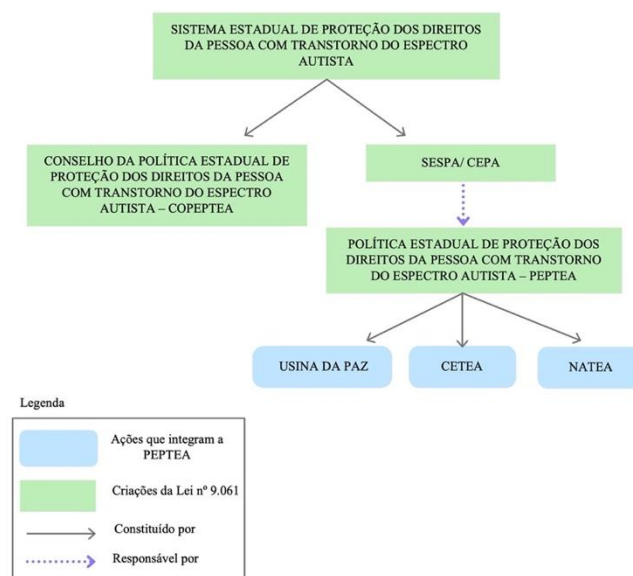 SISTEMA ESTADUAL DE PROTEÇÃO DOS DIREITOS
DA PESSOA COM TRANSTORNO DO ESPECTRO
AUTISTA
CONSELHO DA POLÍTICA ESTADUAL DE
PROTEÇÃO DOS DIREITOS DA PESSOA
COM TRANSTORNO DO ESPECTRO
AUTISTA – COPEPTEA
SESPA/ CEPA
POLÍTICA ESTADUAL DE PROTEÇÃO DOS
DIREITOS DA PESSOA COM TRANSTORNO
DO ESPECTRO AUTISTA – PEPTEA
USINA DA PAZ
CETEA
NATEA
Legenda
Ações que integram a
PEPTEA
Criações da Lei nº 9.061
Constituído por
Responsável por